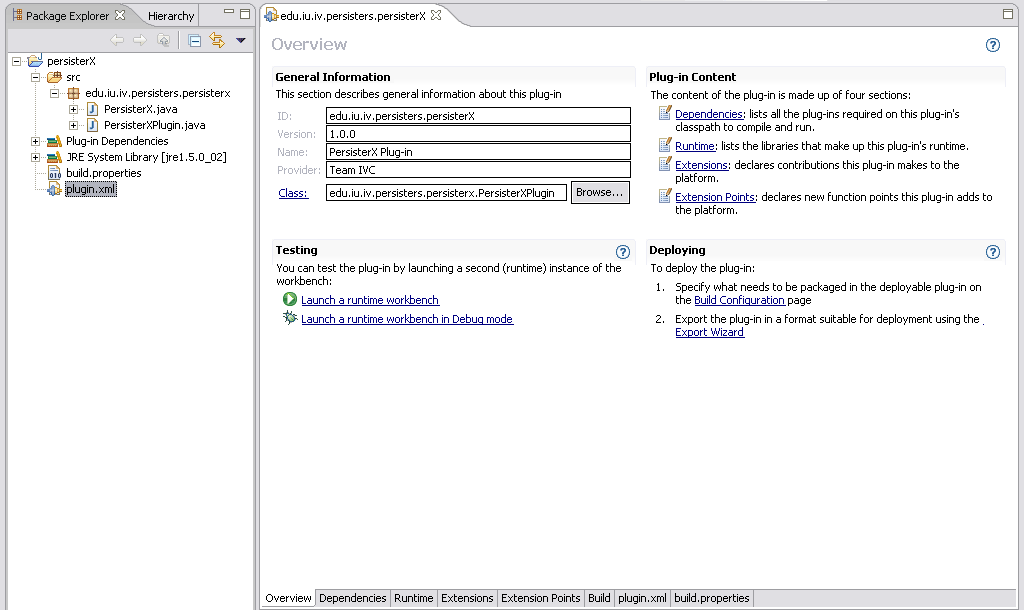 Package Explorer
Hierarchy
persisterX
src
edu.iu.iv.persisters.persisterx
PersisterX.java
PersisterXPlugin.java
Plug-in Dependencies
JRE System Library [jre1.5.0_02]
build.properties
plugin.xml
edu.iu.iv.persisters.persisterX
Overview
General Information
This section describes general information about this plug-in
ID: edu.iu.iv.persisters.persisterX
Version: 1.0.0
Name: PersisterX Plug-in
Provider: Team IVC
Class: edu.iu.iv.persisters.persisterx.PersisterXPlugin Browse...
Plug-in Content
The content of the plug-in is made up of four sections:
Dependencies: lists all the plug-ins required on this plug-in's
classpath to compile and run.
Runtime: lists the libraries that make up this plug-in's runtime.
Extensions: declares contributions this plug-in makes to the
platform.
Extension Points: declares new function points this plug-in adds to
the platform.
Testing
You can test the plug-in by launching a second (runtime) instance of the
workbench:
Launch a runtime workbench
Launch a runtime workbench in Debug mode
Deploying
To deploy the plug-in:
1. Specify what needs to be packaged in the deployable plug-in on
the Build Configuration page
2. Export the plug-in in a format suitable for deployment using the
Export Wizard
Overview Dependencies Runtime Extensions Extension Points Build plugin.xml build.properties